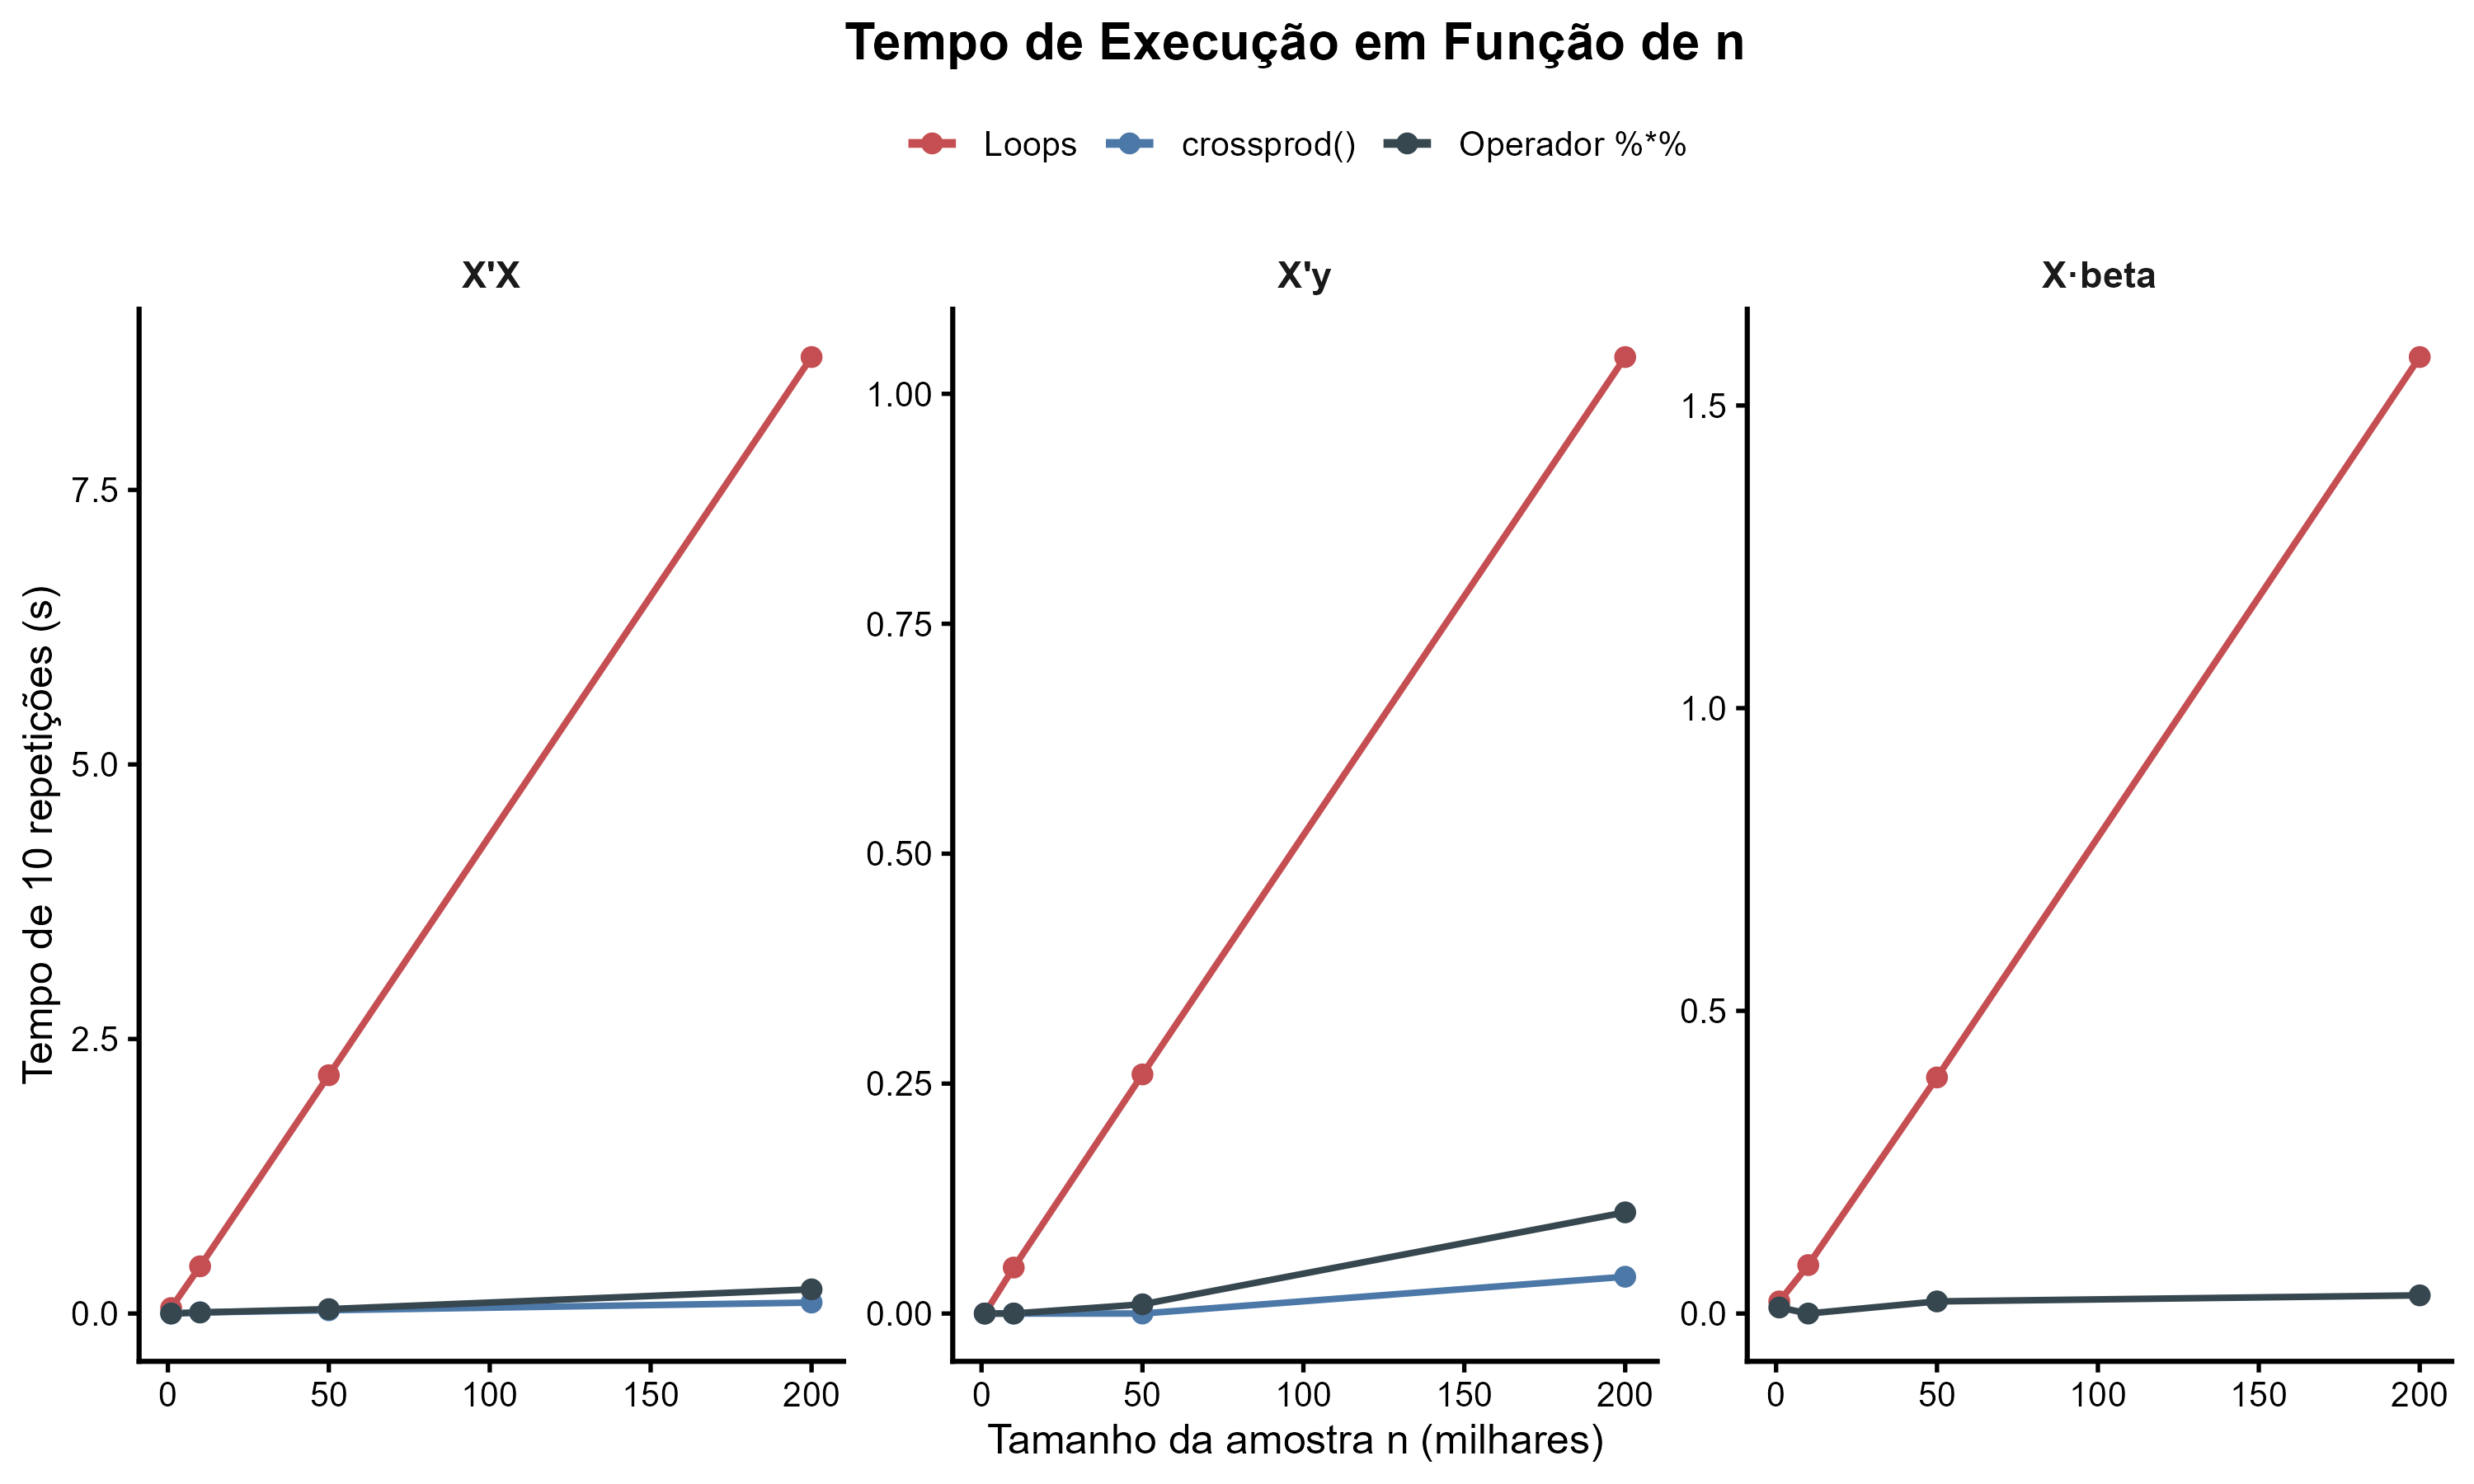 Tempo de Execução em Função de n
Loops crossprod() Operador %*%
X'X X'y X·beta
Tempo de 10 repetições (s)
7.5
5.0
2.5
0.0
1.00
0.75
0.50
0.25
0.00
1.5
1.0
0.5
0.0
0 50 100 150 200
0 50 100 150 200
0 50 100 150 200
Tamanho da amostra n (milhares)